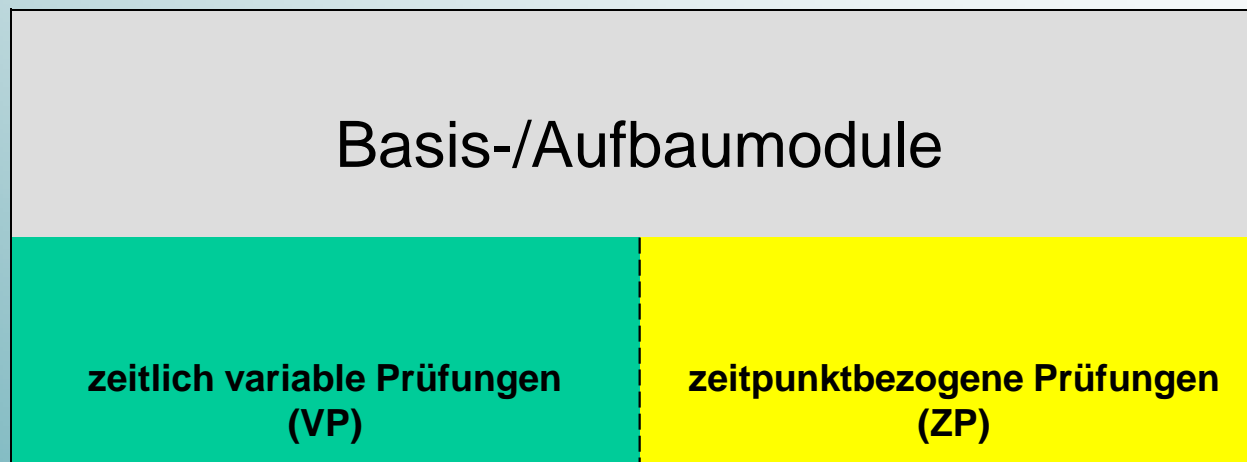 Basis-/Aufbaumodule
zeitlich variable Prüfungen
(VP)
zeitpunktbezogene Prüfungen
(ZP)